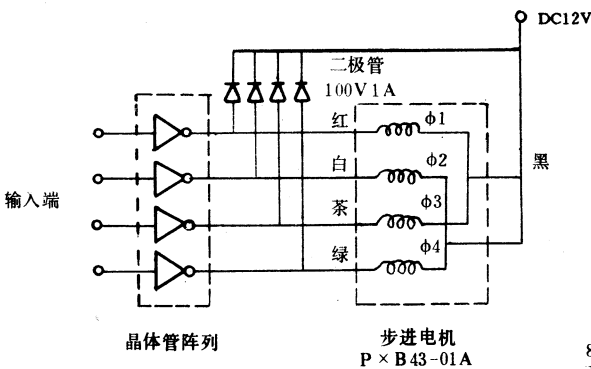 DC12V
二极管
100V 1A
红
φ1
白
φ2
黑
输入端
茶
φ3
绿
φ4
晶体管阵列
步进电机
P×B43-01A